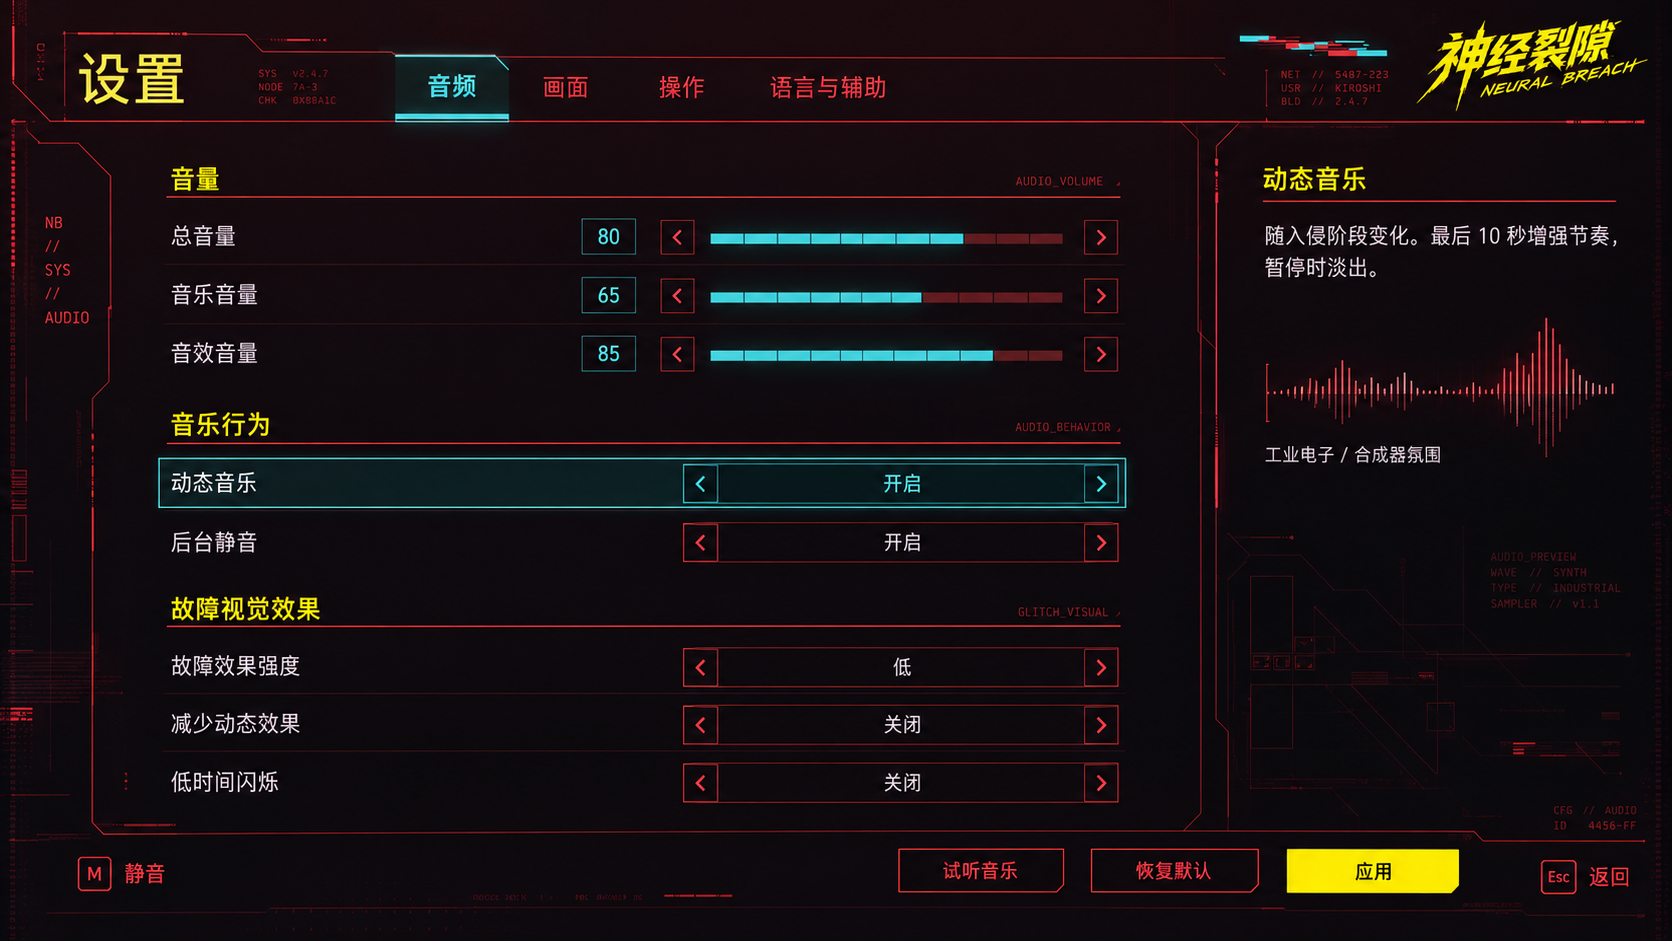 设置
SYS v2.4.7
NODE 7A-3
CHK 0X8BA1C
音频
画面
操作
语言与辅助
NET // 5487-223
USR // KIROSHI
BLD // 2.4.7
神经裂隙
NEURAL BREACH
NB
//
SYS
//
AUDIO
音量
AUDIO_VOLUME
总音量 80
音乐音量 65
音效音量 85
音乐行为
AUDIO_BEHAVIOR
动态音乐 开启
后台静音 开启
故障视觉效果
GLITCH_VISUAL
故障效果强度 低
减少动态效果 关闭
低时间闪烁 关闭
动态音乐
随入侵阶段变化。最后 10 秒增强节奏，
暂停时淡出。
工业电子 / 合成器氛围
AUDIO_PREVIEW
WAVE // SYNTH
TYPE // INDUSTRIAL
SAMPLER // v1.1
CFG // AUDIO
ID 4456-FF
M 静音
试听音乐
恢复默认
应用
Esc 返回